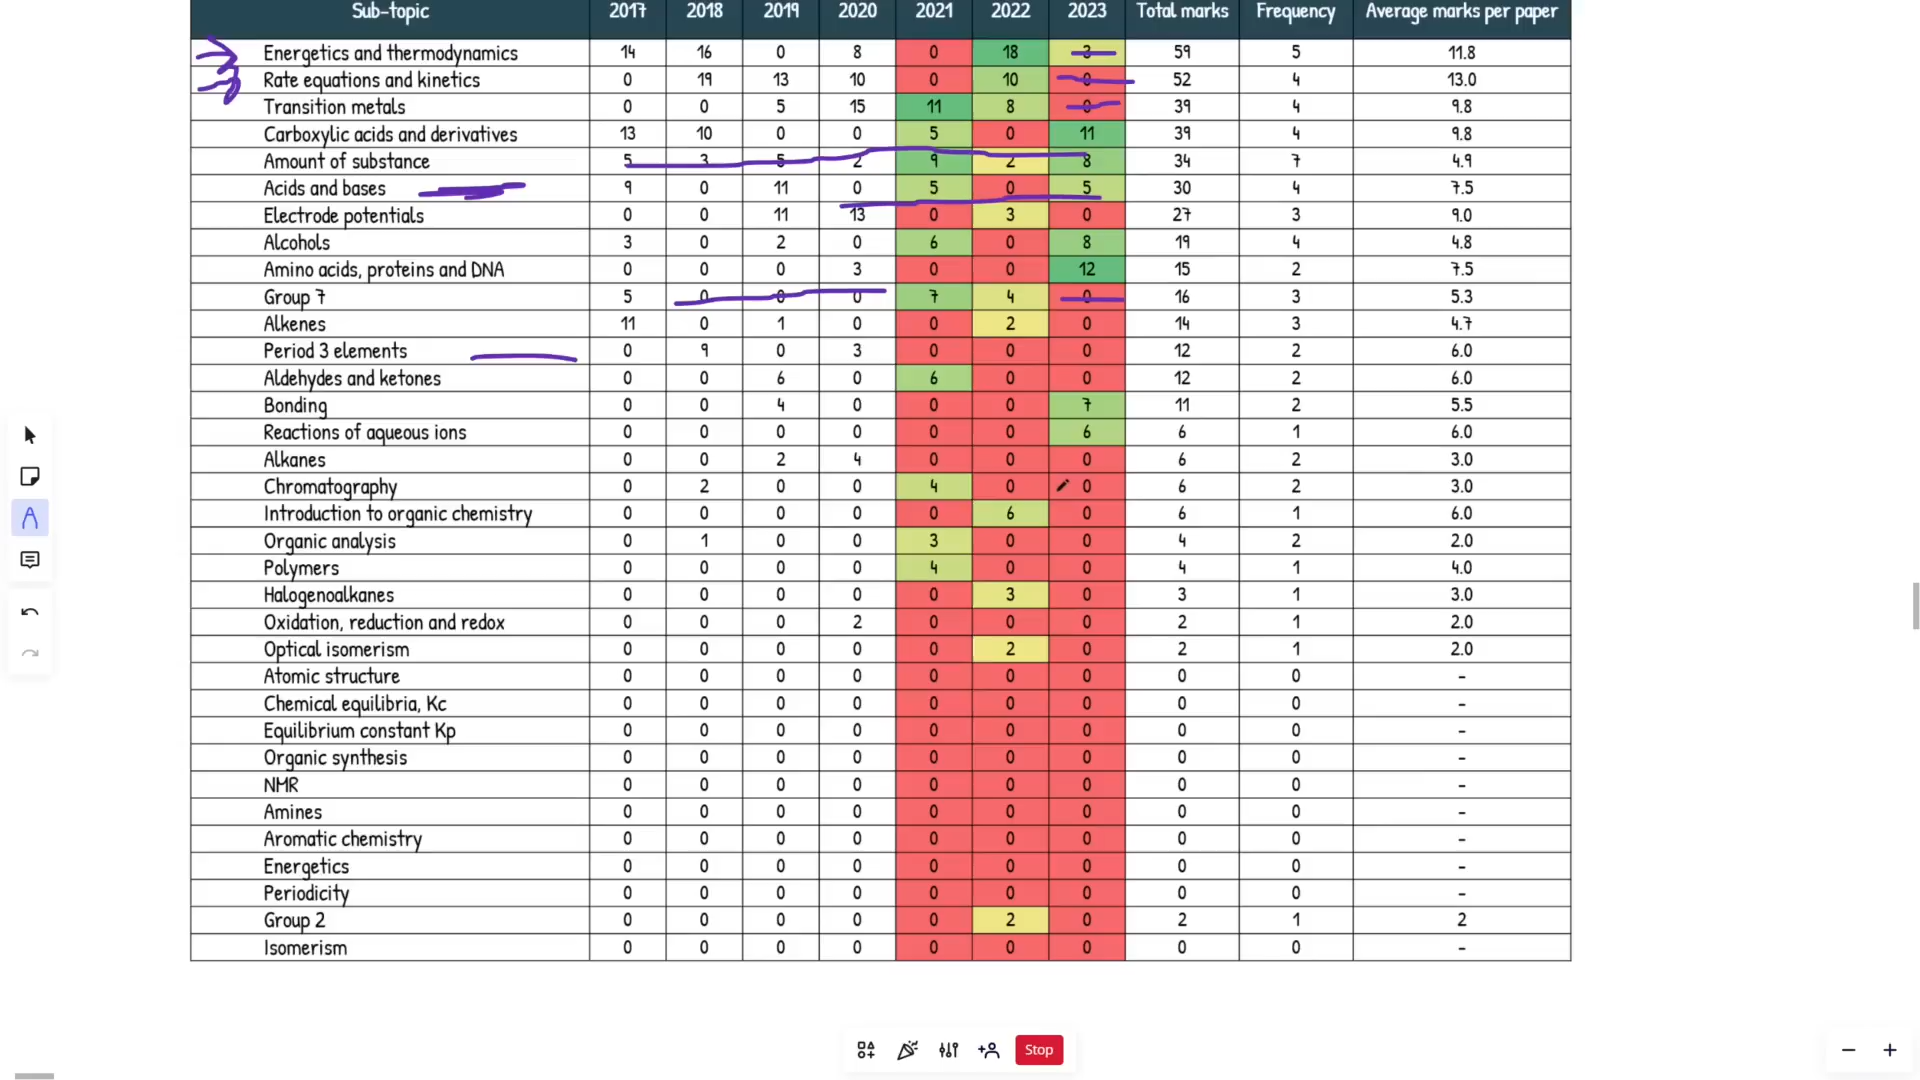 Sub-topic 2017 2018 2019 2020 2021 2022 2023 Total marks Frequency Average marks per paper
Energetics and thermodynamics 14 16 0 8 0 18 3 59 5 11.8
Rate equations and kinetics 0 19 13 10 0 10 0 52 4 13.0
Transition metals 0 0 5 15 11 8 0 39 4 9.8
Carboxylic acids and derivatives 13 10 0 0 5 0 11 39 4 9.8
Amount of substance 5 3 5 2 9 2 8 34 7 4.9
Acids and bases 9 0 11 0 5 0 5 30 4 7.5
Electrode potentials 0 0 11 13 0 3 0 27 3 9.0
Alcohols 3 0 2 0 6 0 8 19 4 4.8
Amino acids, proteins and DNA 0 0 0 3 0 0 12 15 2 7.5
Group 7 5 0 0 0 7 4 0 16 3 5.3
Alkenes 11 0 1 0 0 2 0 14 3 4.7
Period 3 elements 0 9 0 3 0 0 0 12 2 6.0
Aldehydes and ketones 0 0 6 0 6 0 0 12 2 6.0
Bonding 0 0 4 0 0 0 7 11 2 5.5
Reactions of aqueous ions 0 0 0 0 0 0 6 6 1 6.0
Alkanes 0 0 2 4 0 0 0 6 2 3.0
Chromatography 0 2 0 0 4 0 0 6 2 3.0
Introduction to organic chemistry 0 0 0 0 0 6 0 6 1 6.0
Organic analysis 0 1 0 0 3 0 0 4 2 2.0
Polymers 0 0 0 0 4 0 0 4 1 4.0
Halogenoalkanes 0 0 0 0 0 3 0 3 1 3.0
Oxidation, reduction and redox 0 0 0 2 0 0 0 2 1 2.0
Optical isomerism 0 0 0 0 0 2 0 2 1 2.0
Atomic structure 0 0 0 0 0 0 0 0 0 -
Chemical equilibria, Kc 0 0 0 0 0 0 0 0 0 -
Equilibrium constant Kp 0 0 0 0 0 0 0 0 0 -
Organic synthesis 0 0 0 0 0 0 0 0 0 -
NMR 0 0 0 0 0 0 0 0 0 -
Amines 0 0 0 0 0 0 0 0 0 -
Aromatic chemistry 0 0 0 0 0 0 0 0 0 -
Energetics 0 0 0 0 0 0 0 0 0 -
Periodicity 0 0 0 0 0 0 0 0 0 -
Group 2 0 0 0 0 0 2 0 2 1 2
Isomerism 0 0 0 0 0 0 0 0 0 -
Stop